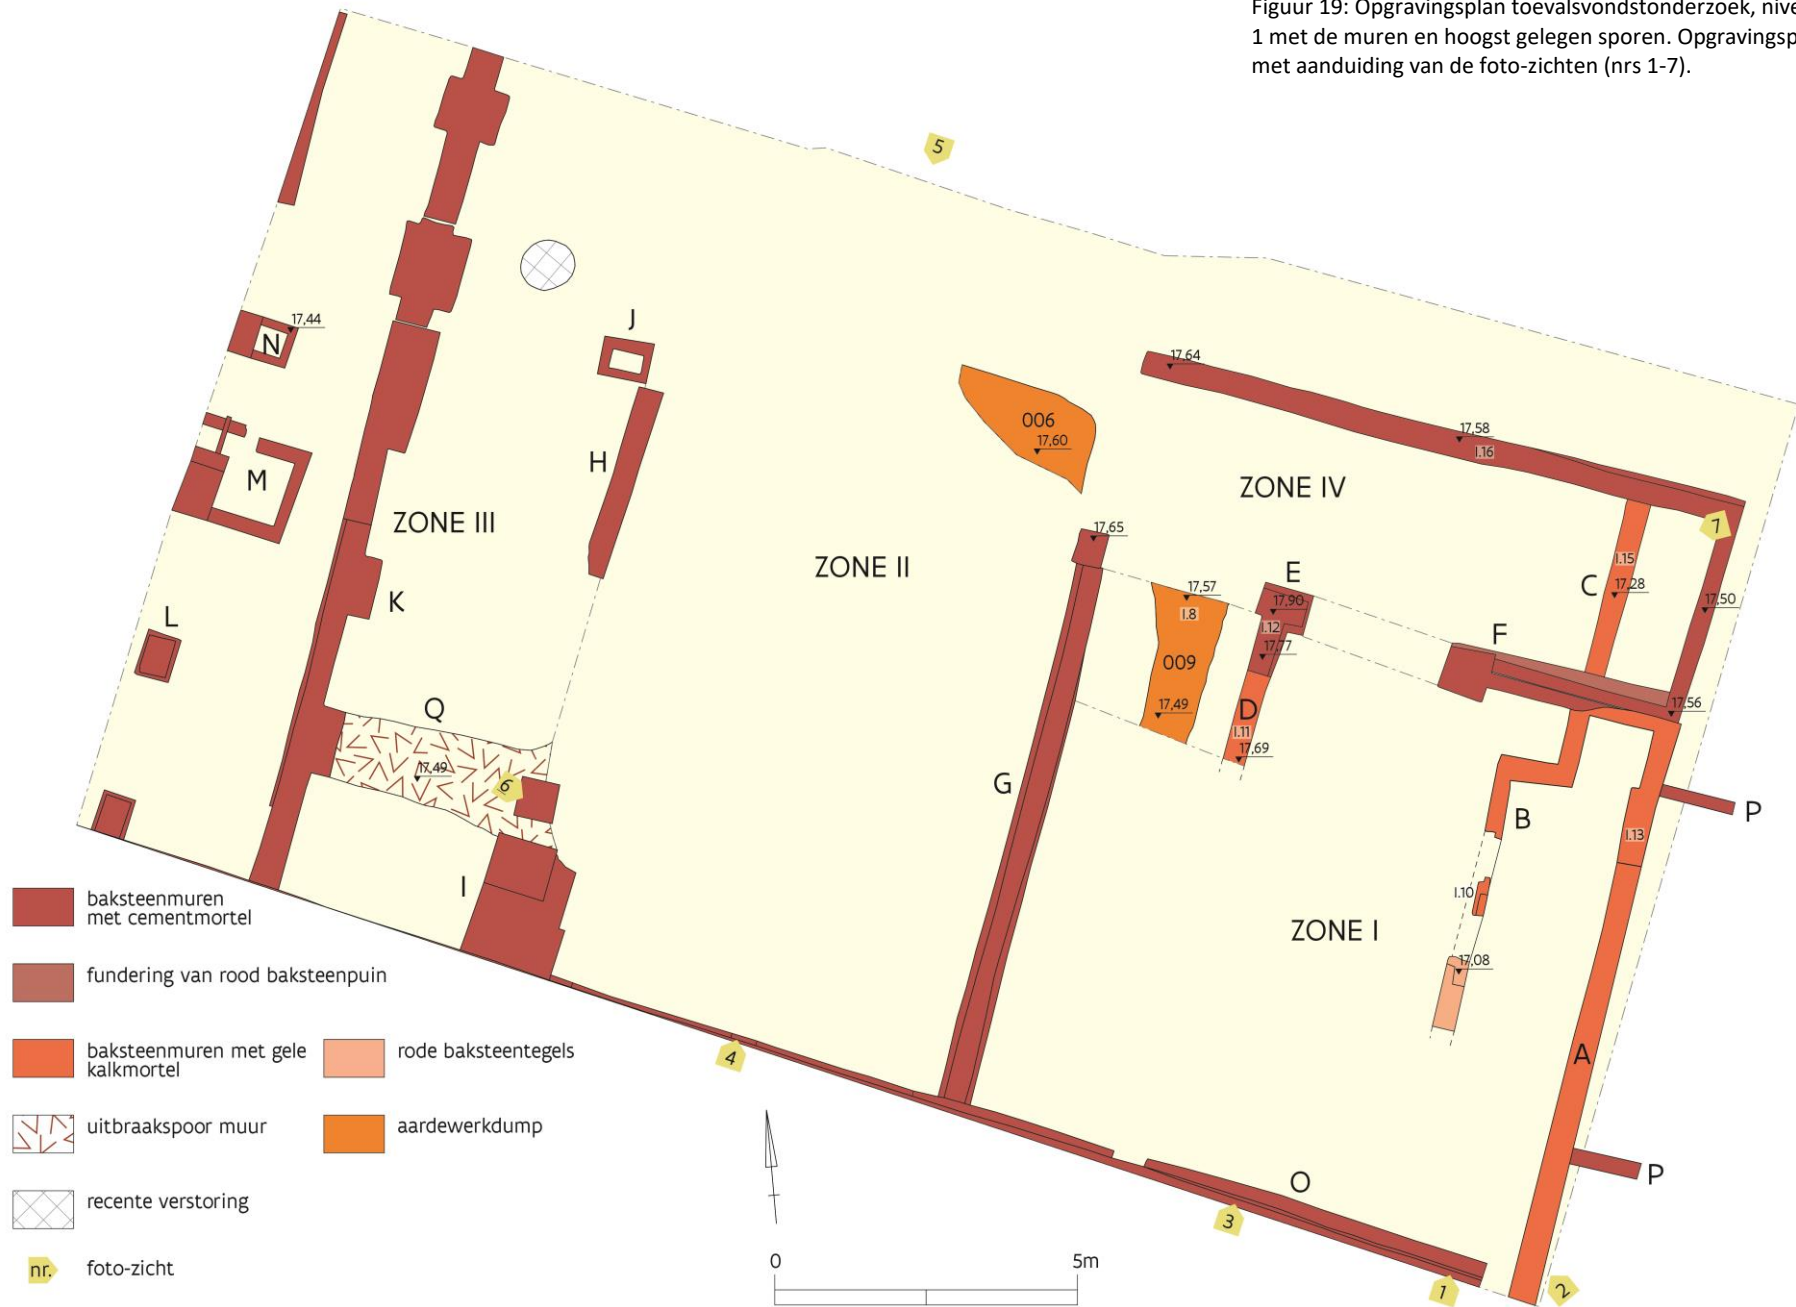 Figuur 19: Opgravingsplan toevalsvondstonderzoek, nive
1 met de muren en hoogst gelegen sporen. Opgravingsp
met aanduiding van de foto-zichten (nrs 1-7).
5
17,44
N
J
17,64
006
17,60
17,58
I.16
H
M
ZONE III
ZONE IV
7
17,65
ZONE II
I.15
C
17,28
17,50
E
17,57
I.8
17,90
I.12
17,77
K
L
F
009
Q
17,49
D
I.11
17,69
17,56
17,49
6
G
B
P
I.13
I
I.10
ZONE I
17,08
A
4
O
P
3
1
2
baksteenmuren
met cementmortel
fundering van rood baksteenpuin
baksteenmuren met gele
kalkmortel
rode baksteentegels
uitbraakspoor muur
aardewerkdump
recente verstoring
nr. foto-zicht
0 5m